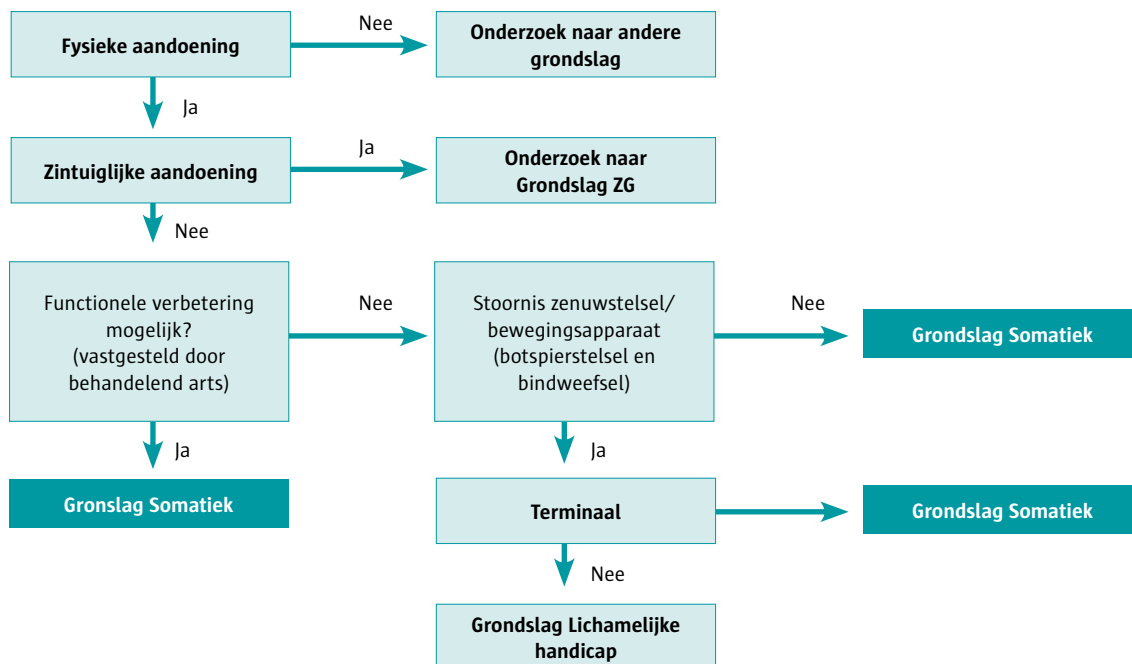 Fysieke aandoening
Nee
Onderzoek naar andere
grondslag
Ja
Zintuiglijke aandoening
Ja
Onderzoek naar
Grondslag ZG
Nee
Functionele verbetering
mogelijk?
(vastgesteld door
behandelend arts)
Nee
Stoornis zenuwstelsel/
bewegingsapparaat
(botspierstelsel en
bindweefsel)
Nee
Grondslag Somatiek
Ja
Gronslag Somatiek
Ja
Terminaal
Grondslag Somatiek
Nee
Grondslag Lichamelijke
handicap